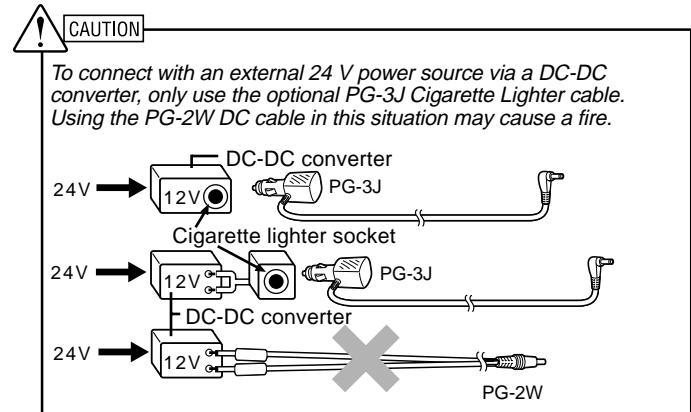 CAUTION
To connect with an external 24 V power source via a DC-DC
converter, only use the optional PG-3J Cigarette Lighter cable.
Using the PG-2W DC cable in this situation may cause a fire.
DC-DC converter
24V
12V
PG-3J
Cigarette lighter socket
24V
12V
PG-3J
DC-DC converter
24V
12V
PG-2W